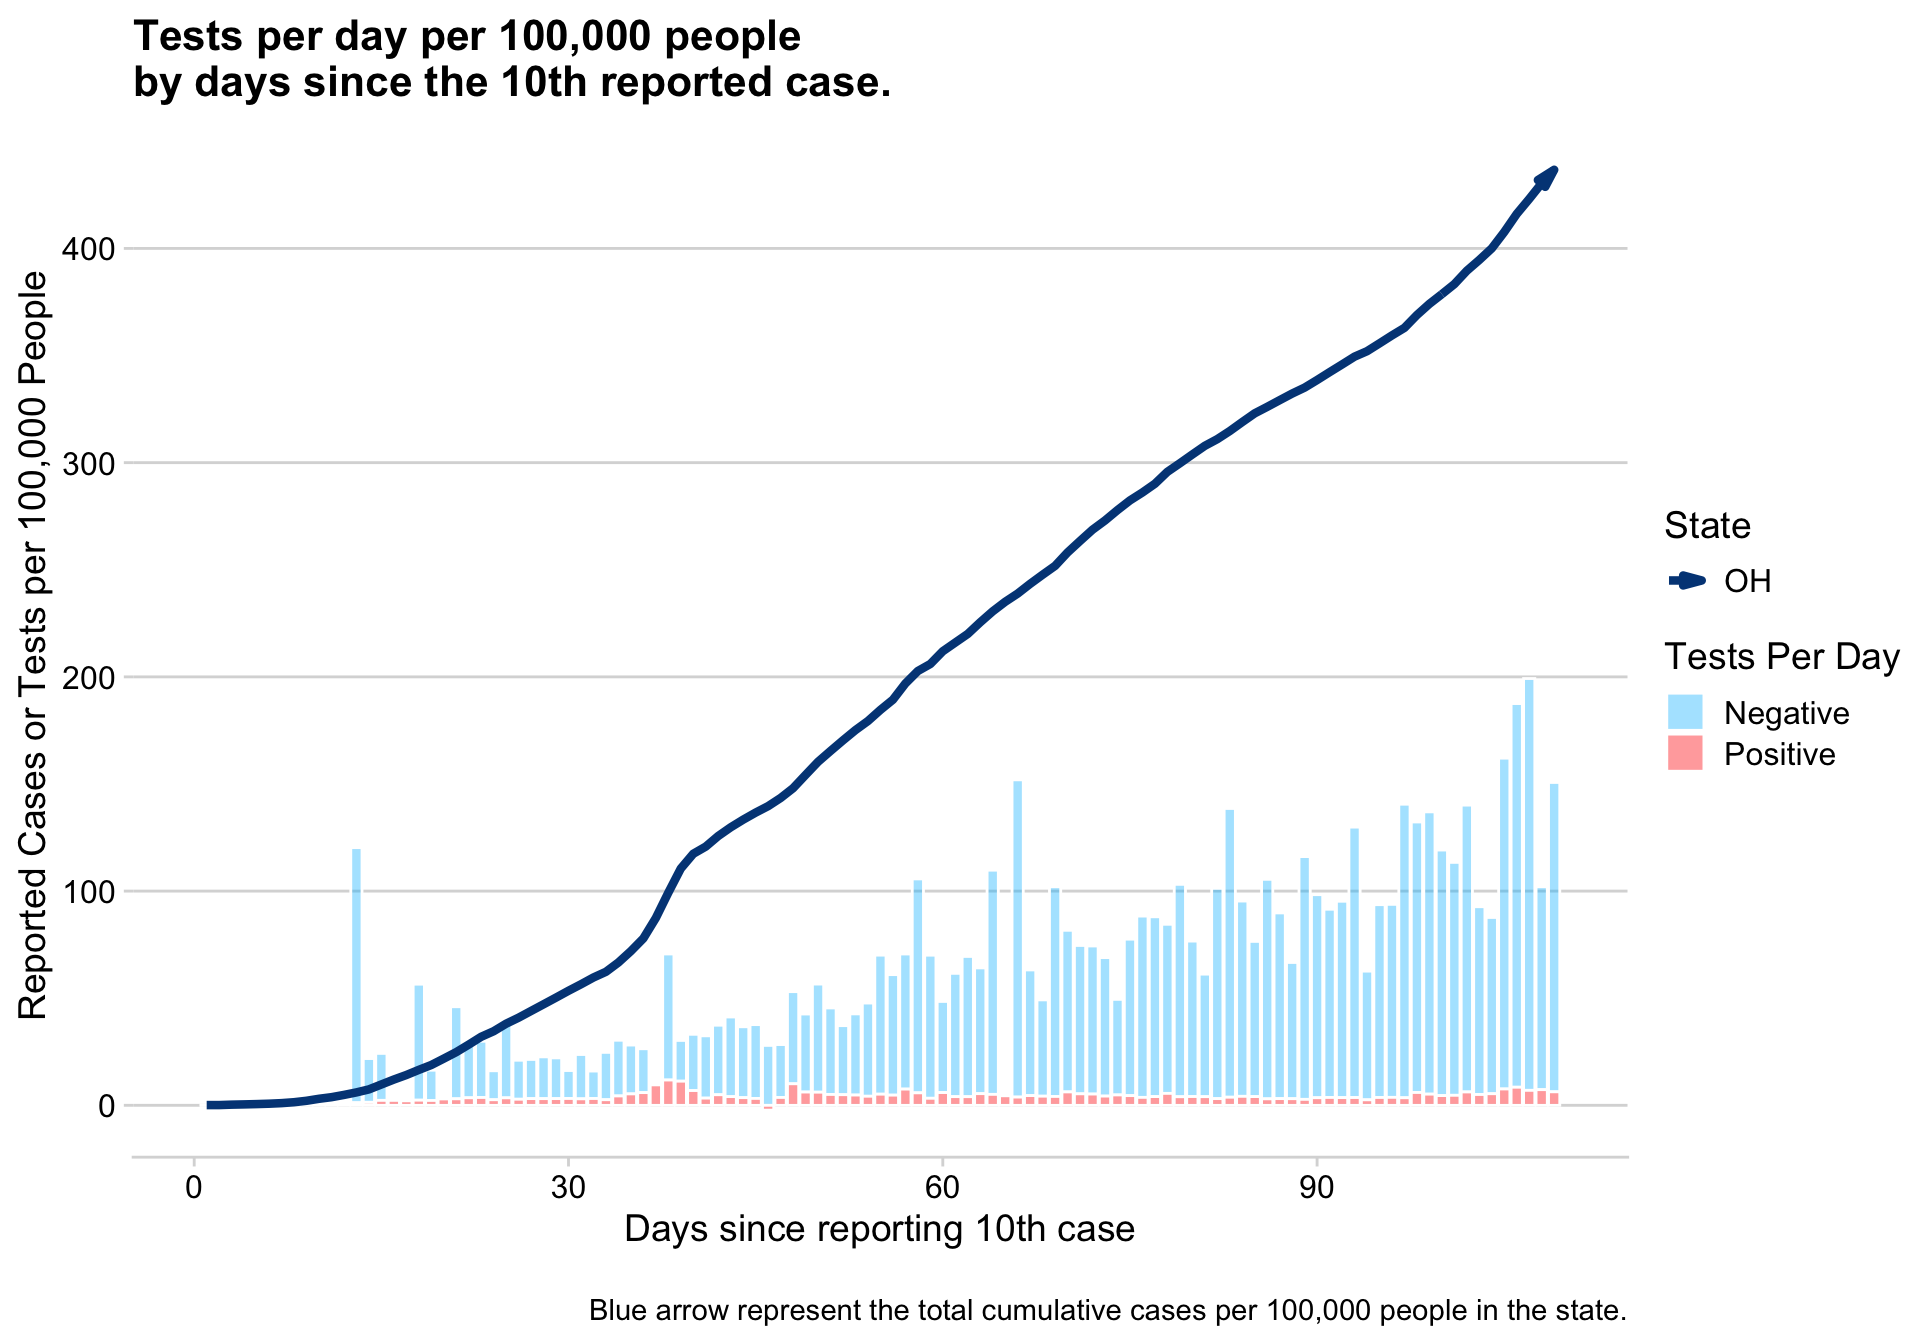 Tests per day per 100,000 people
by days since the 10th reported case.
Reported Cases or Tests per 100,000 People
400
300
200
100
0
0
30
60
90
Days since reporting 10th case
State
OH
Tests Per Day
Negative
Positive
Blue arrow represent the total cumulative cases per 100,000 people in the state.